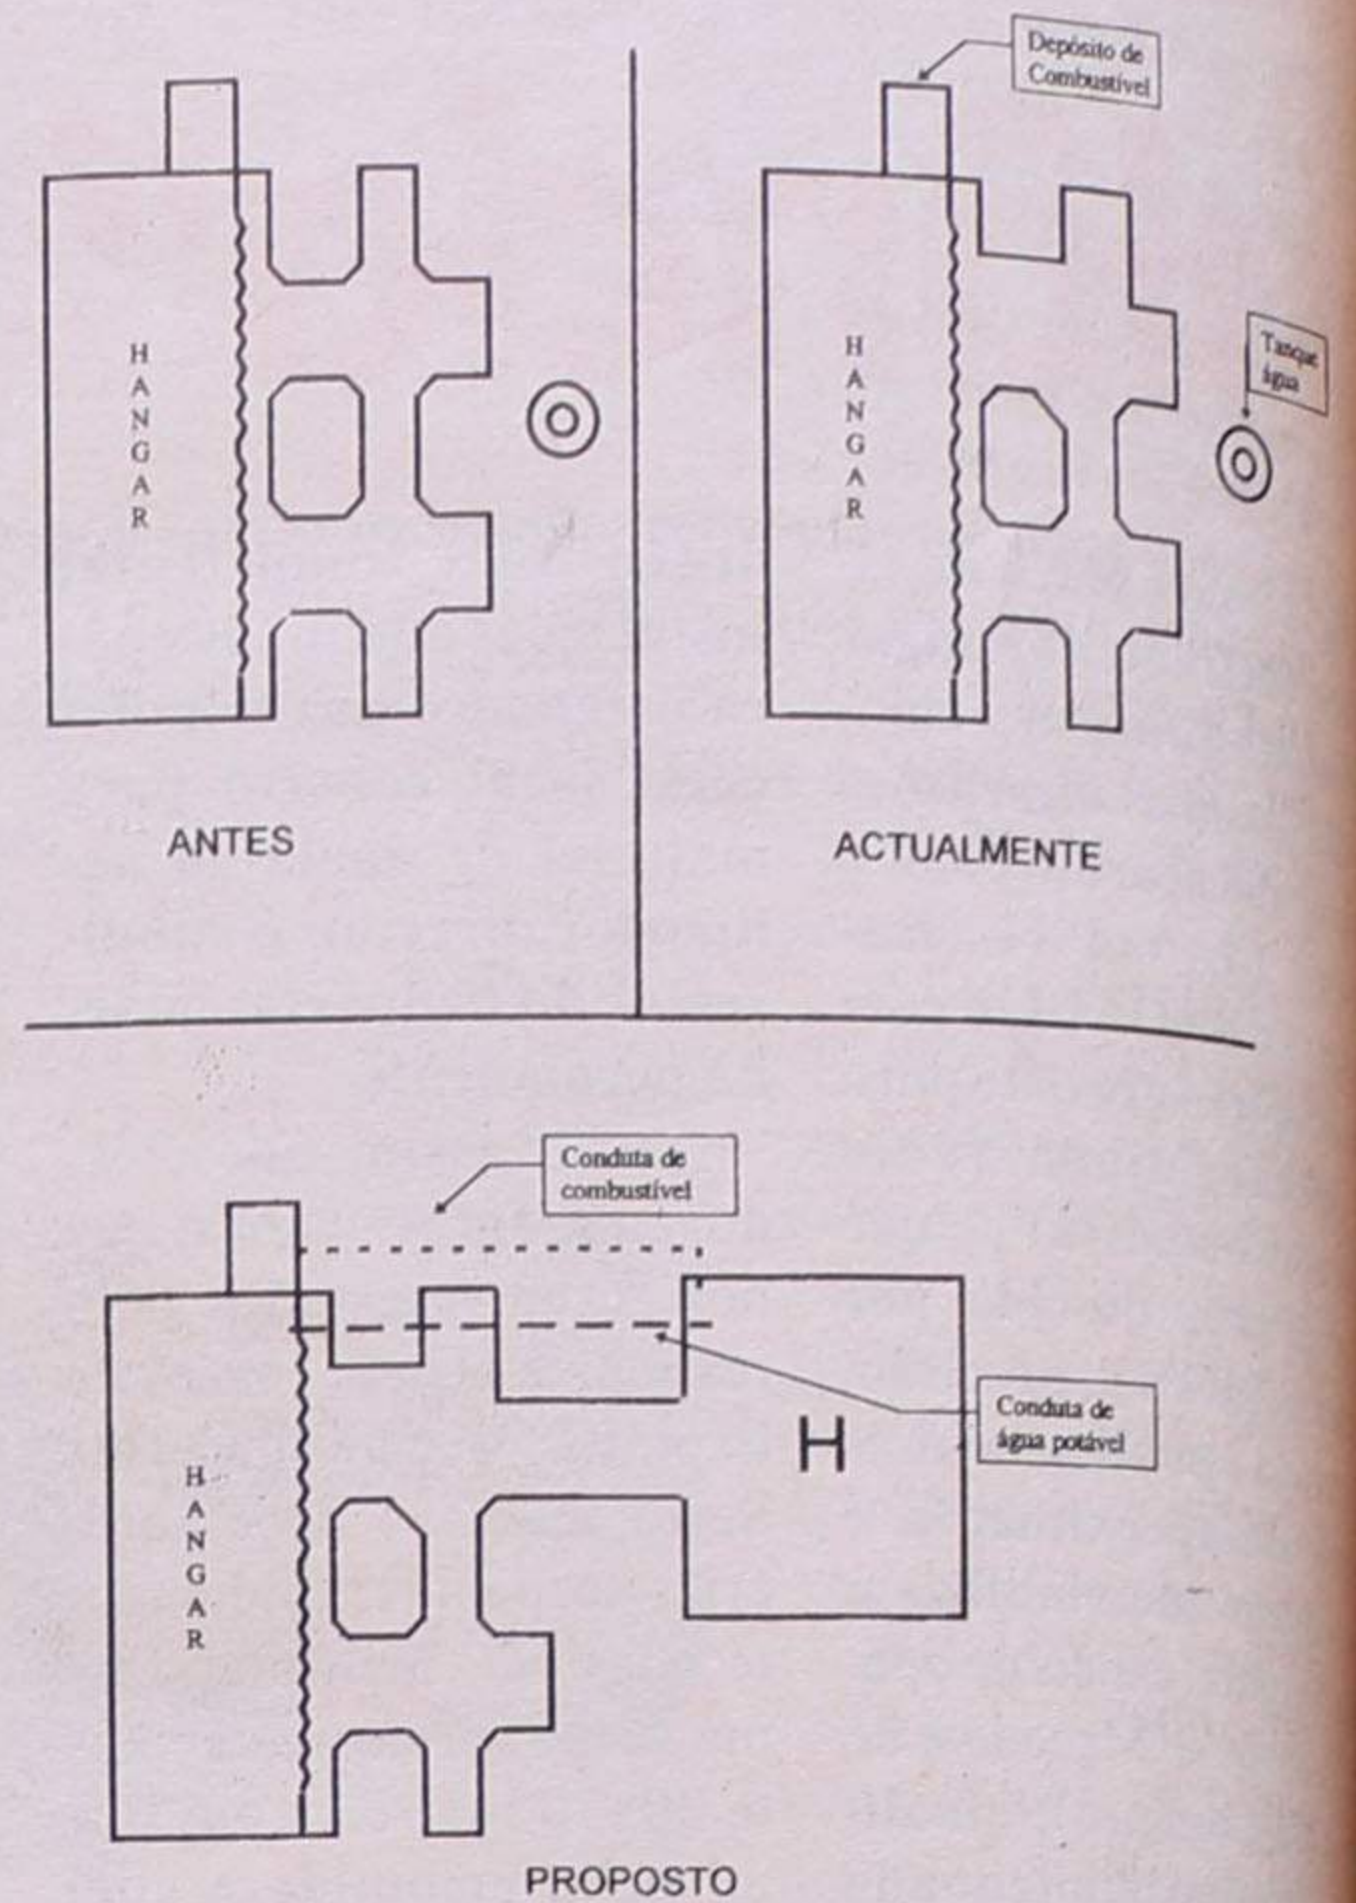 Depósito de
Combustível
H
A
N
G
A
R
H
A
N
G
A
R
Tanque
água
ANTES
ACTUALMENTE
Conduta de
combustível
Conduta de
água potável
H
H
A
N
G
A
R
PROPOSTO